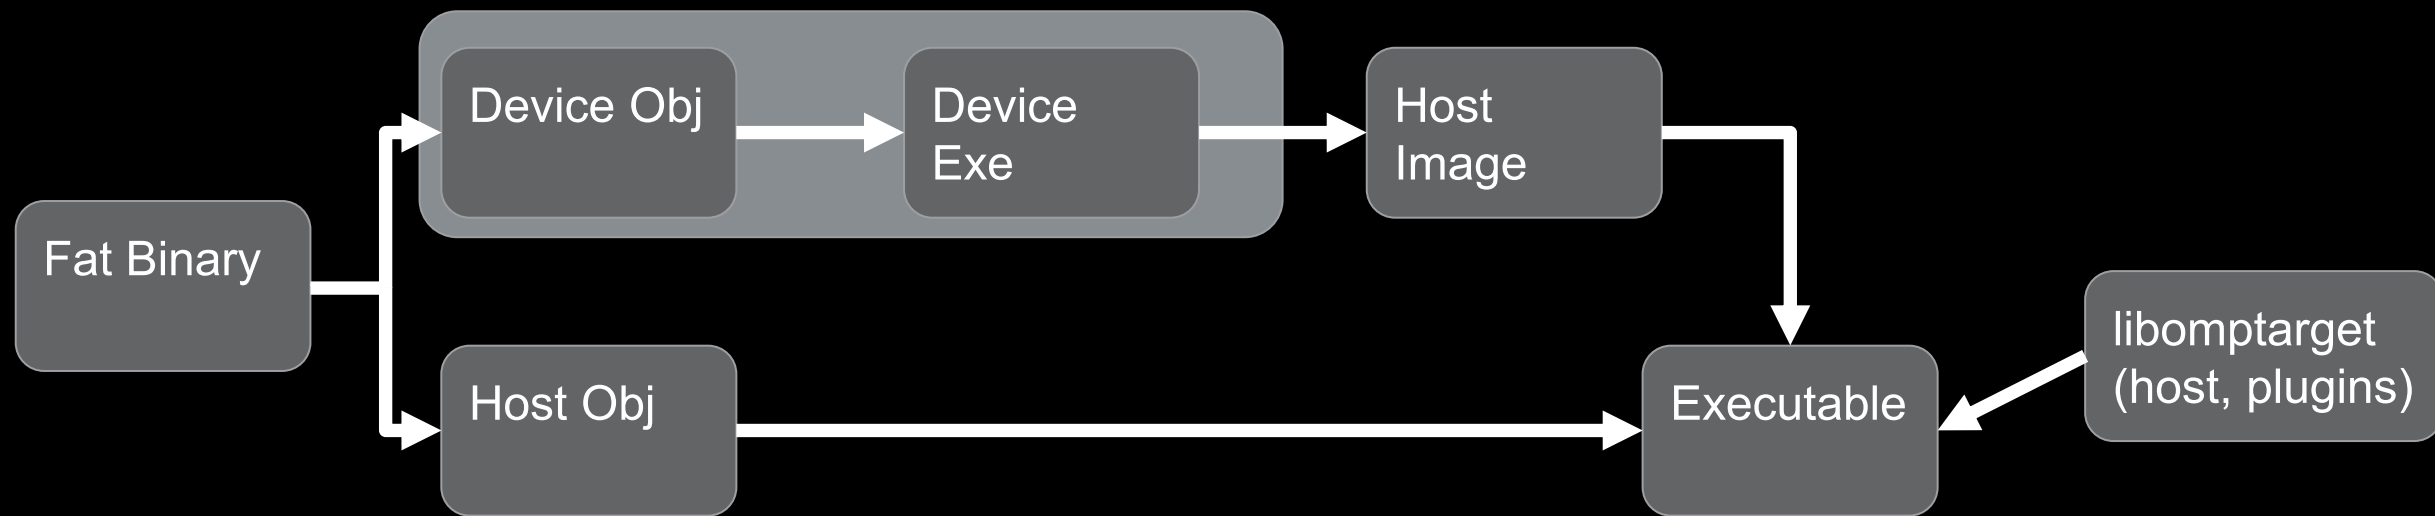 Device Obj
Device
Exe
Host
Image
Fat Binary
Host Obj
Executable
libomptarget
(host, plugins)